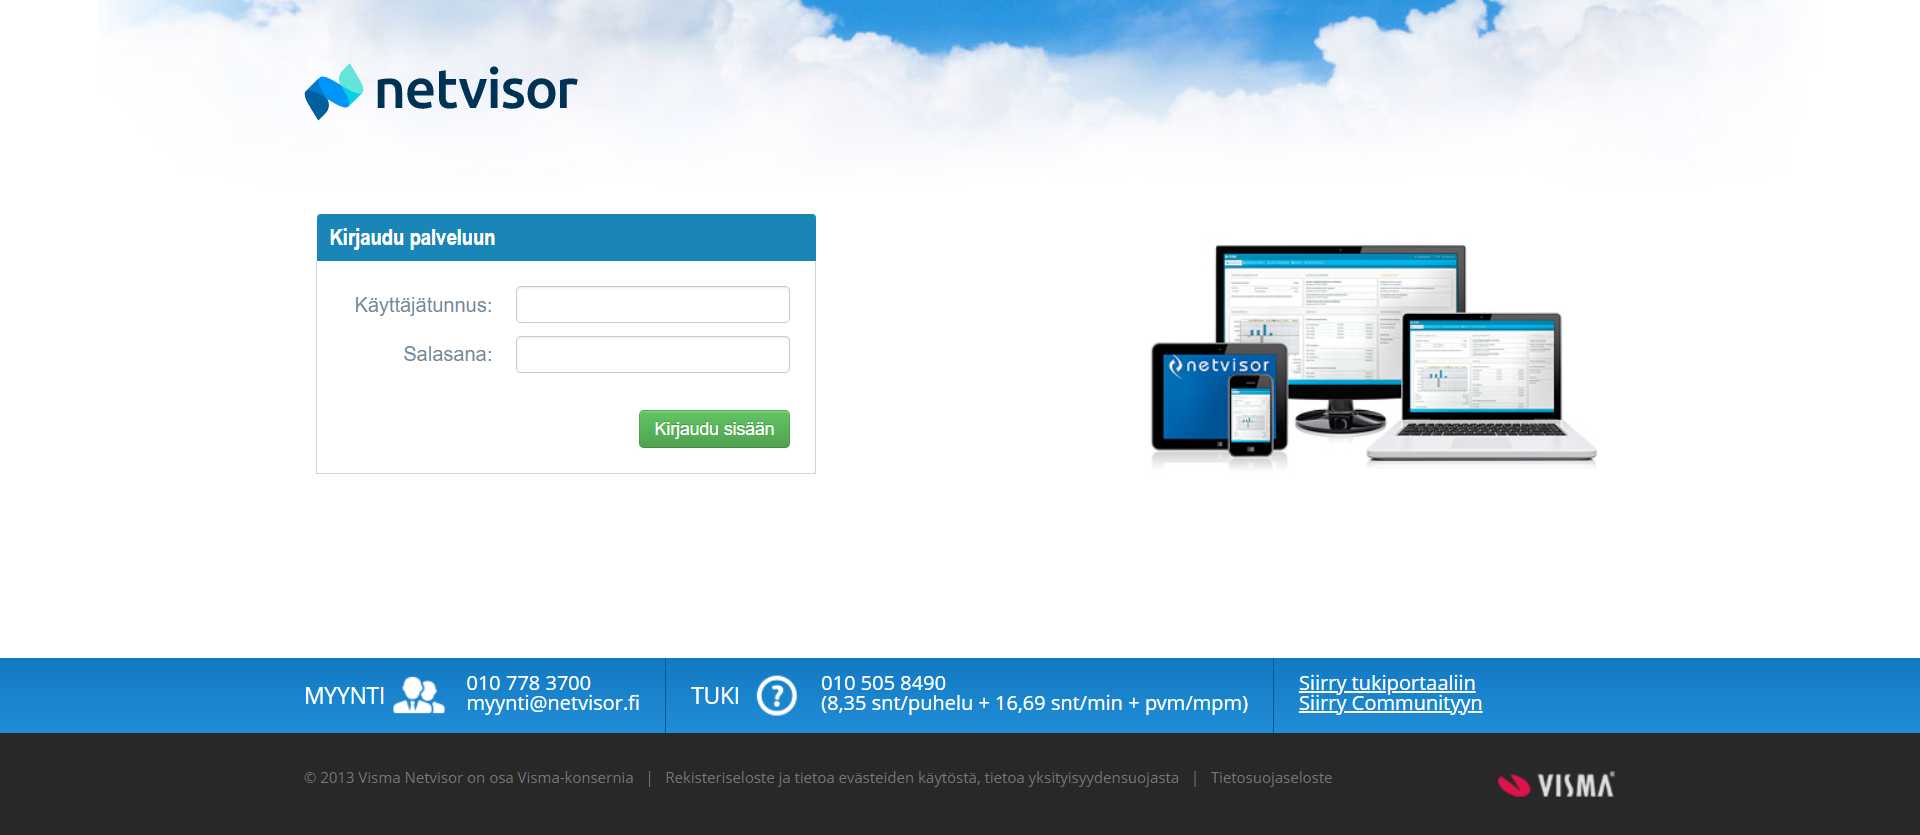 netvisor
Kirjaudu palveluun
Käyttäjätunnus:
Salasana:
Kirjaudu sisään
netvisor
MYYNTI
010 778 3700
myynti@netvisor.fi
TUKI
?
010 505 8490
(8,35 snt/puhelu + 16,69 snt/min + pvm/mpm)
Siirry tukiportaaliin
Siirry Communityyn
© 2013 Visma Netvisor on osa Visma-konsernia | Rekisteriseloste ja tietoa evästeiden käytöstä, tietoa yksityisyydensuojasta | Tietosuojaseloste
VISMA